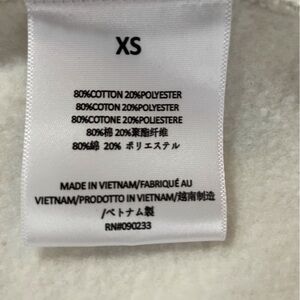 XS
80%COTTON 20%POLYESTER
80%COTON 20%POLYESTER
80%COTONE 20%POLIESTERE
80%棉 20%聚酯纤维
80%綿 20% ポリエステル
MADE IN VIETNAM/FABRIQUÉ AU
VIETNAM/PRODOTTO IN VIETNAM/越南制造
/ベトナム製
RN#090233